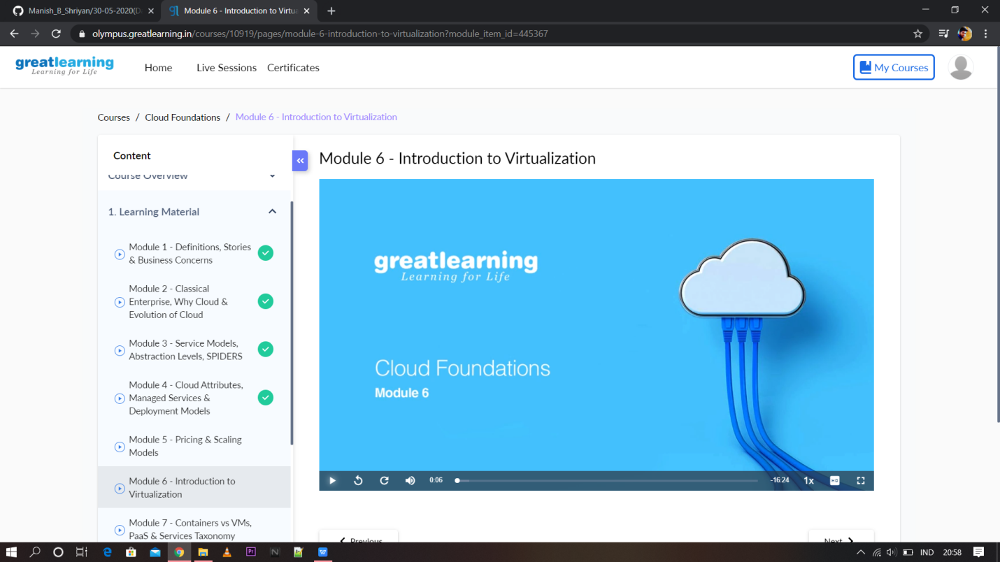 Manish_B_Shriyan/30-05-2020(D
Module 6 - Introduction to Virtua
olympus.greatlearning.in/courses/10919/pages/module-6-introduction-to-virtualization?module_item_id=445367
greatlearning
Learning for Life
Home Live Sessions Certificates
My Courses
Courses / Cloud Foundations / Module 6 - Introduction to Virtualization
Content
Course Overview
1. Learning Material
Module 1 - Definitions, Stories
& Business Concerns
Module 2 - Classical
Enterprise, Why Cloud &
Evolution of Cloud
Module 3 - Service Models,
Abstraction Levels, SPIDERS
Module 4 - Cloud Attributes,
Managed Services &
Deployment Models
Module 5 - Pricing & Scaling
Models
Module 6 - Introduction to
Virtualization
Module 7 - Containers vs VMs,
PaaS & Services Taxonomy
Module 6 - Introduction to Virtualization
greatlearning
Learning for Life
Cloud Foundations
Module 6
0:06 -16:24 1x HD
Previous Next
Pr N W IND 20:58